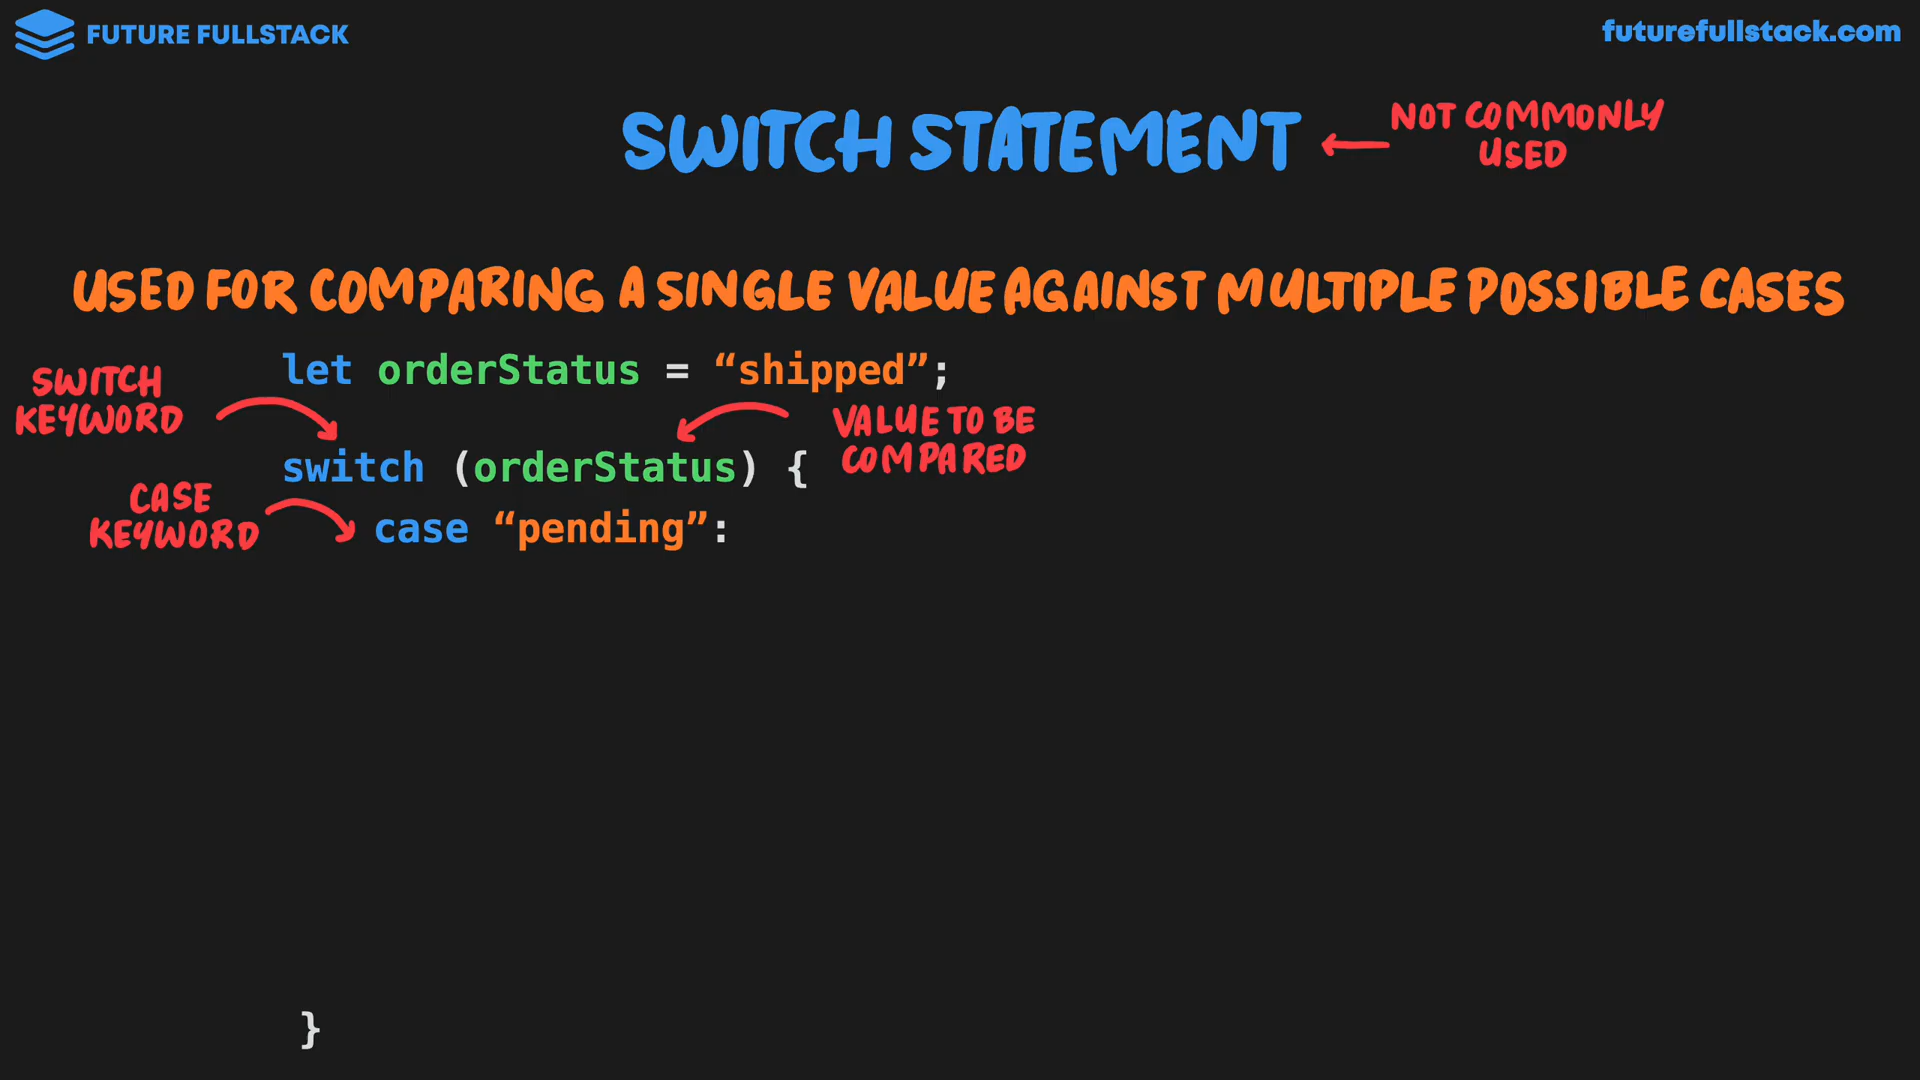 FUTURE FULLSTACK
futurefullstack.com
SWITCH STATEMENT
NOT COMMONLY
USED
USED FOR COMPARING A SINGLE VALUE AGAINST MULTIPLE POSSIBLE CASES
let orderStatus = “shipped”;
SWITCH
KEYWORD
VALUE TO BE
COMPARED
switch (orderStatus) {
CASE
KEYWORD
case “pending”:
}